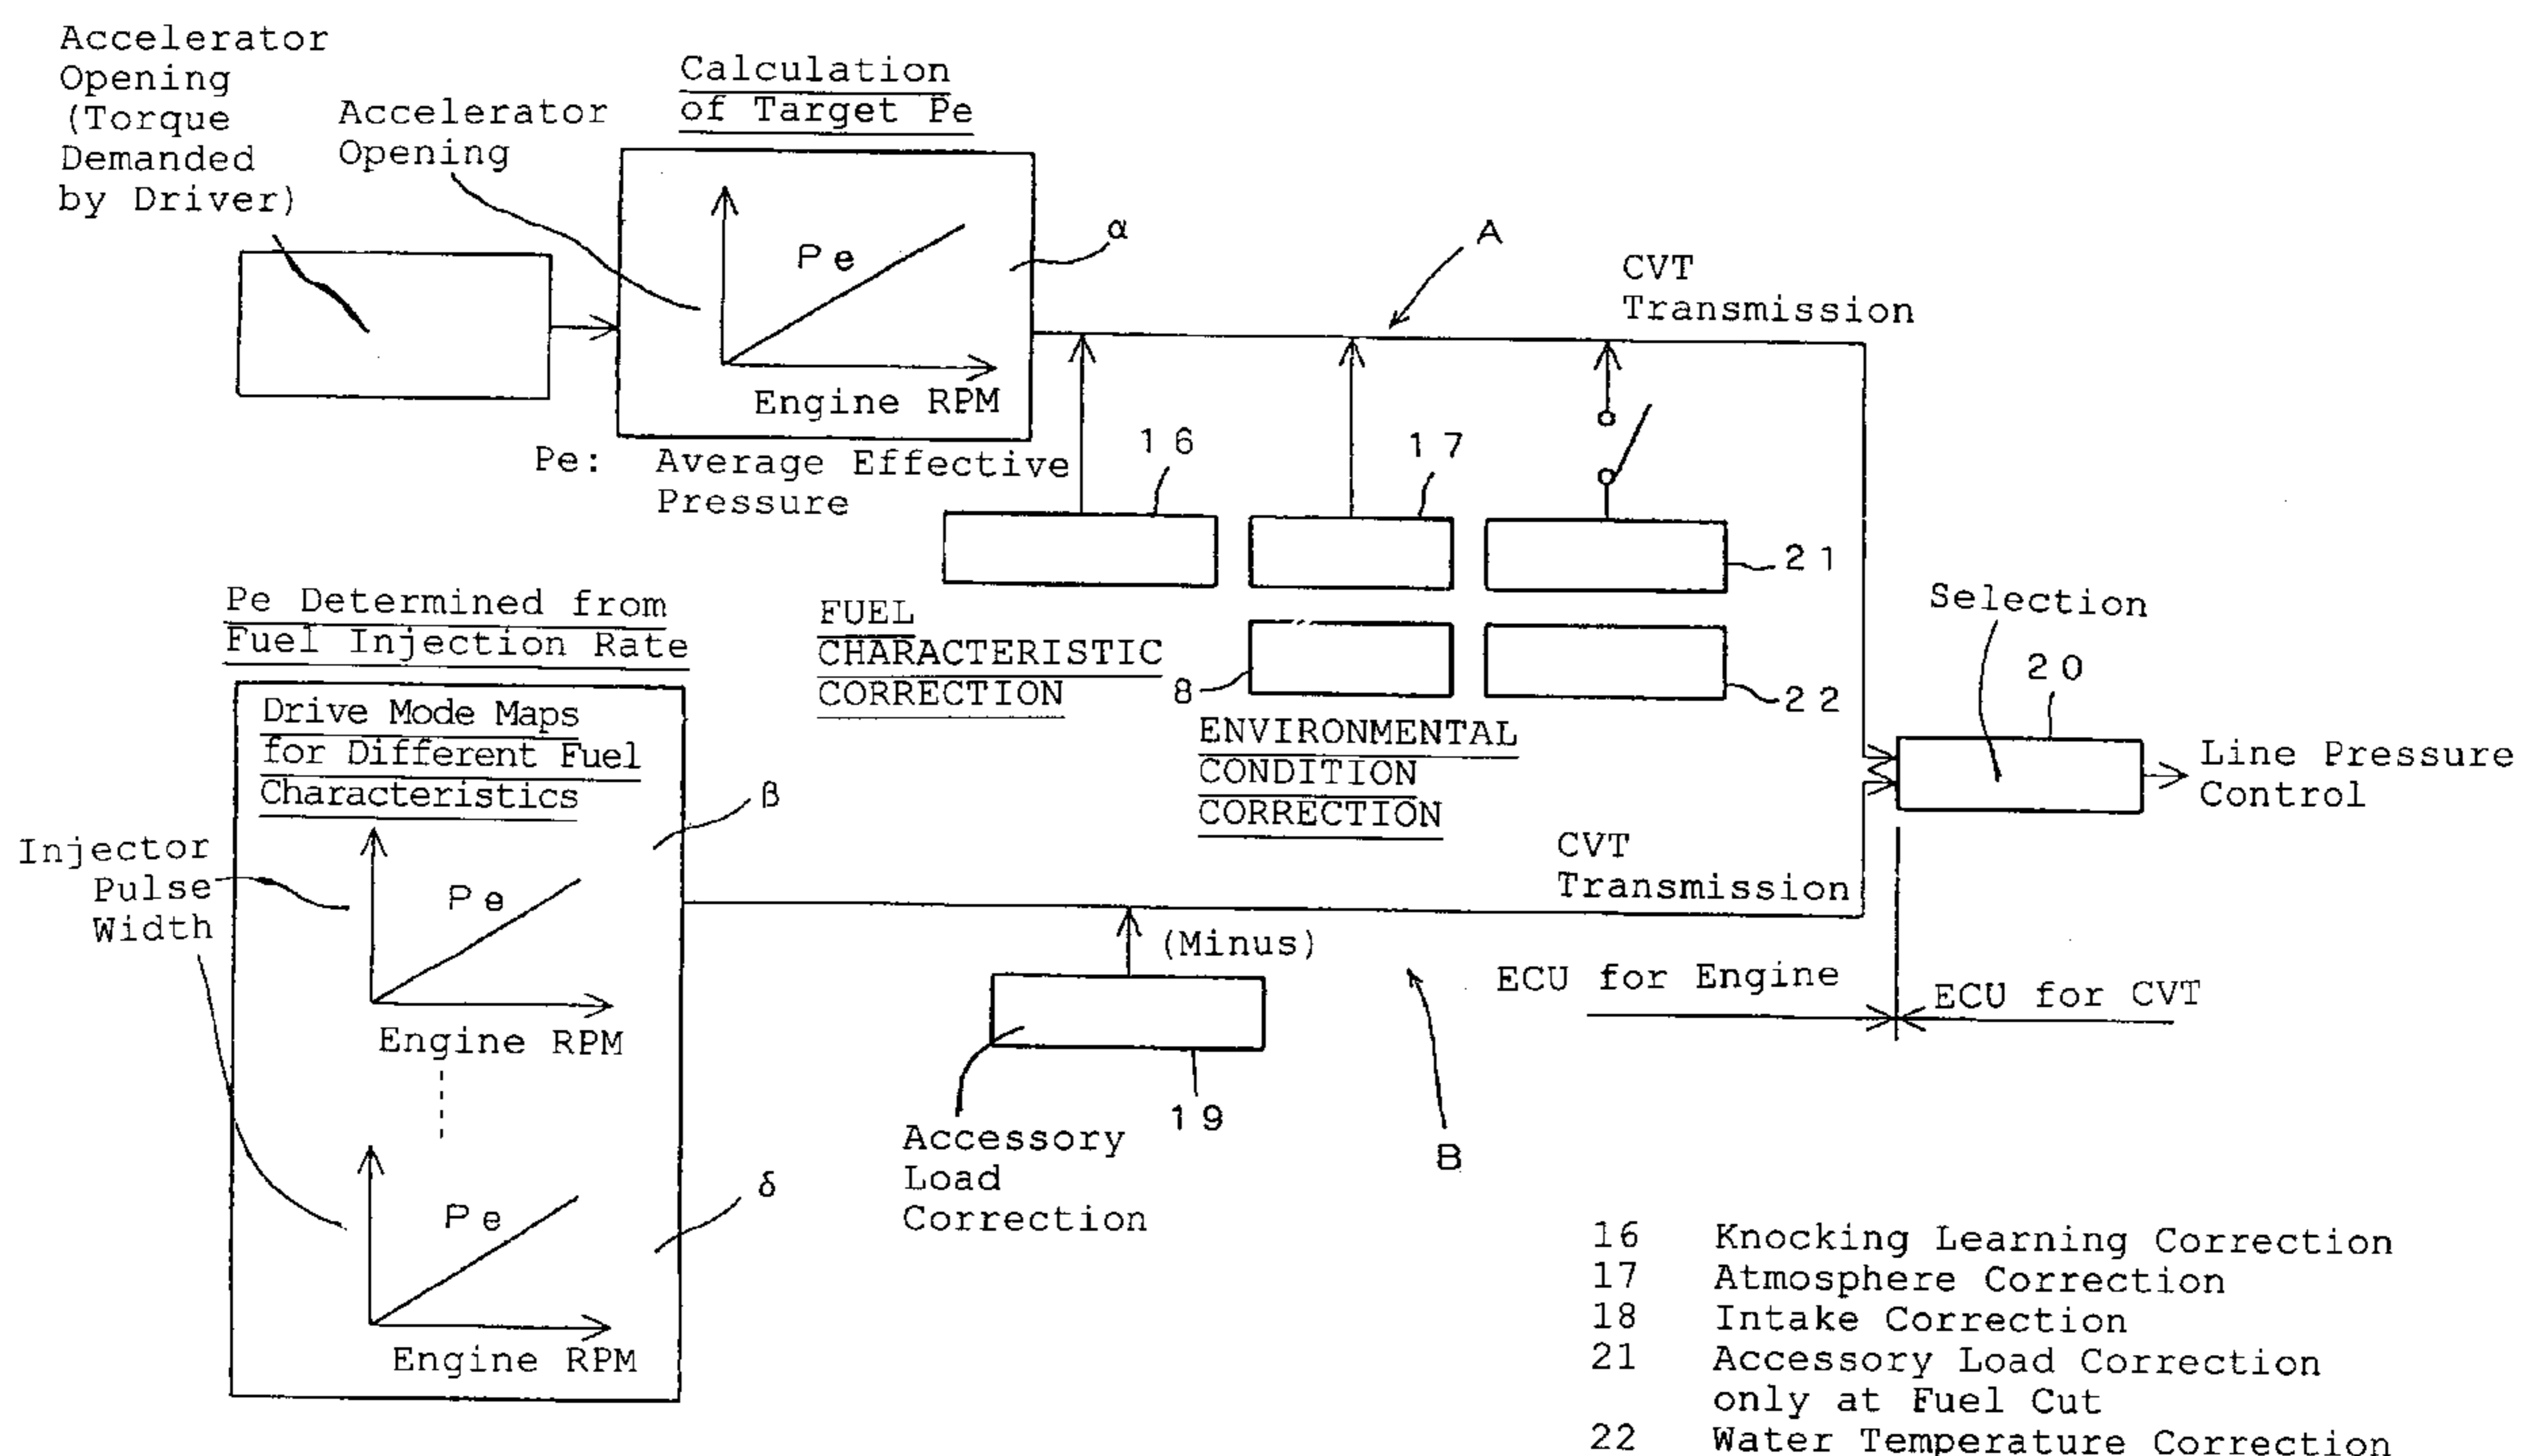 Accelerator
Opening
(Torque
Demanded
by Driver)
Accelerator
Opening
Calculation
of Target Pe
Pe
Engine RPM
α
Pe: Average Effective
Pressure
A
CVT
Transmission
16
17
21
8
22
FUEL
CHARACTERISTIC
CORRECTION
ENVIRONMENTAL
CONDITION
CORRECTION
Selection
20
Line Pressure
Control
Pe Determined from
Fuel Injection Rate
Drive Mode Maps
for Different Fuel
Characteristics
β
Injector
Pulse
Width
Pe
Engine RPM
Pe
Engine RPM
δ
CVT
Transmission
(Minus)
19
Accessory
Load
Correction
B
ECU for Engine
ECU for CVT
16 Knocking Learning Correction
17 Atmosphere Correction
18 Intake Correction
21 Accessory Load Correction
only at Fuel Cut
22 Water Temperature Correction